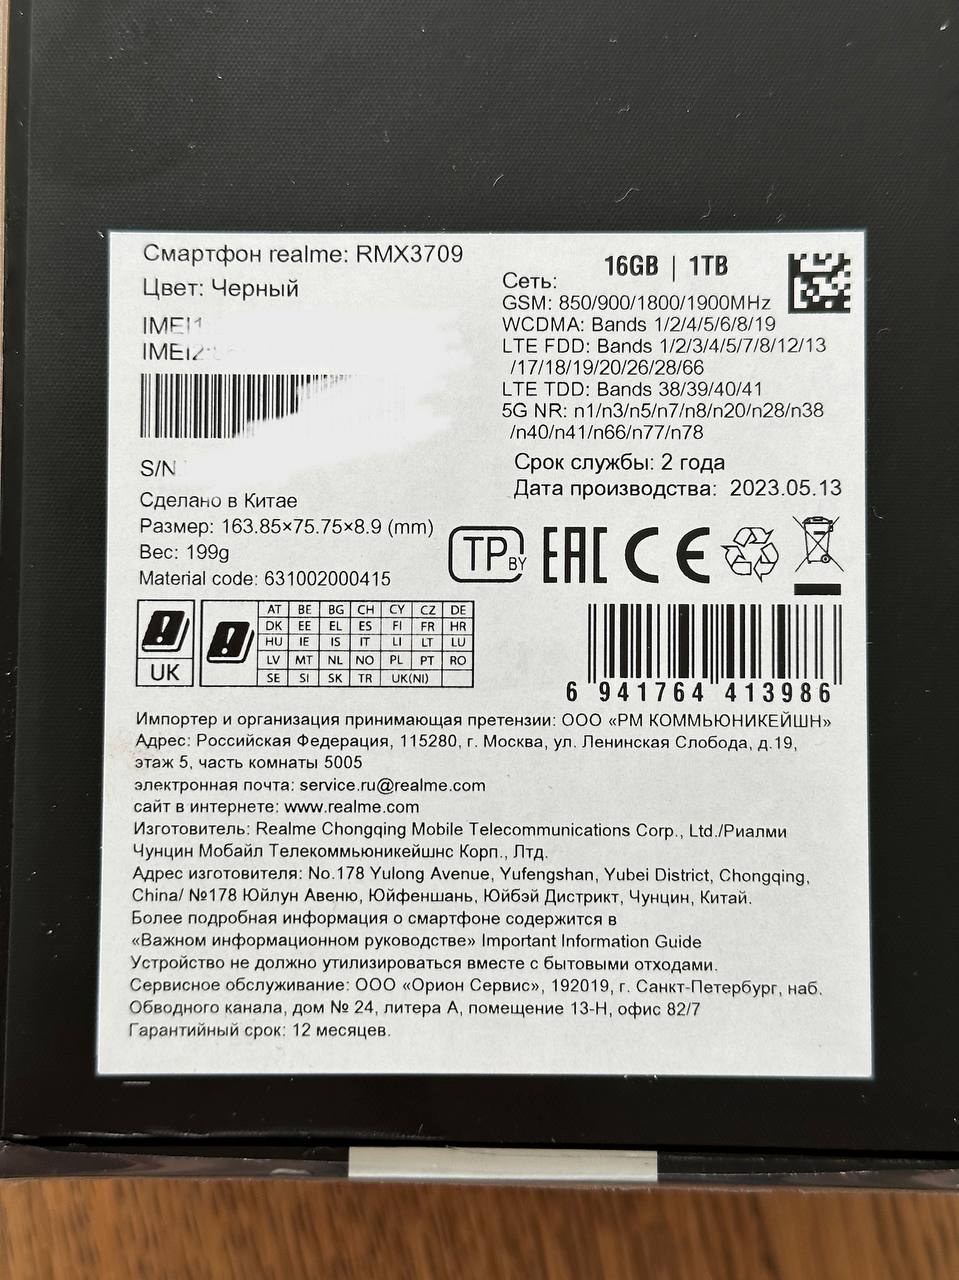 Смартфон realme: RMX3709
Цвет: Черный
IMEI1
IMEI2:
S/N
Сделано в Китае
Размер: 163.85×75.75×8.9 (mm)
Вес: 199g
Material code: 631002000415
16GB | 1TB
Сеть:
GSM: 850/900/1800/1900MHz
WCDMA: Bands 1/2/4/5/6/8/19
LTE FDD: Bands 1/2/3/4/5/7/8/12/13
/17/18/19/20/26/28/66
LTE TDD: Bands 38/39/40/41
5G NR: n1/n3/n5/n7/n8/n20/n28/n38
/n40/n41/n66/n77/n78
Срок службы: 2 года
Дата производства: 2023.05.13
TP BY EAC CE
UK
AT BE BG CH CY CZ DE
DK EE EL ES FI FR HR
HU IE IS IT LI LT LU
LV MT NL NO PL PT RO
SE SI SK TR UK(NI)
6 941764 413986
Импортер и организация принимающая претензии: ООО «РМ КОММЬЮНИКЕЙШН»
Адрес: Российская Федерация, 115280, г. Москва, ул. Ленинская Слобода, д.19,
этаж 5, часть комнаты 5005
электронная почта: service.ru@realme.com
сайт в интернете: www.realme.com
Изготовитель: Realme Chongqing Mobile Telecommunications Corp., Ltd./Риалми
Чунцин Мобайл Телекоммьюникейшнс Корп., Лтд.
Адрес изготовителя: No.178 Yulong Avenue, Yufengshan, Yubei District, Chongqing,
China/ №178 Юйлун Авеню, Юйфеншань, Юйбэй Дистрикт, Чунцин, Китай.
Более подробная информация о смартфоне содержится в
«Важном информационном руководстве» Important Information Guide
Устройство не должно утилизироваться вместе с бытовыми отходами.
Сервисное обслуживание: ООО «Орион Сервис», 192019, г. Санкт-Петербург, наб.
Обводного канала, дом № 24, литера А, помещение 13-Н, офис 82/7
Гарантийный срок: 12 месяцев.